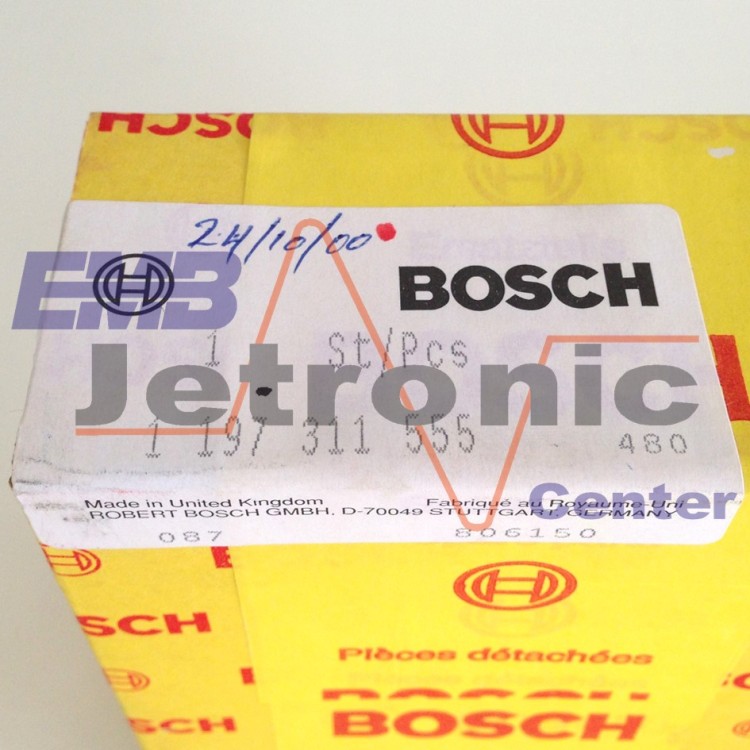 BOSCH
24/10/00
EMB
BOSCH
1 St/Pcs
Jetronic
1 197 311 555 480
Center
Made in United Kingdom Fabriqué au Royaume-Uni
ROBERT BOSCH GMBH, D-70049 STUTTGART, GERMANY
087 806150
SCH
Pièces détachées
BOSCH
BOSCH